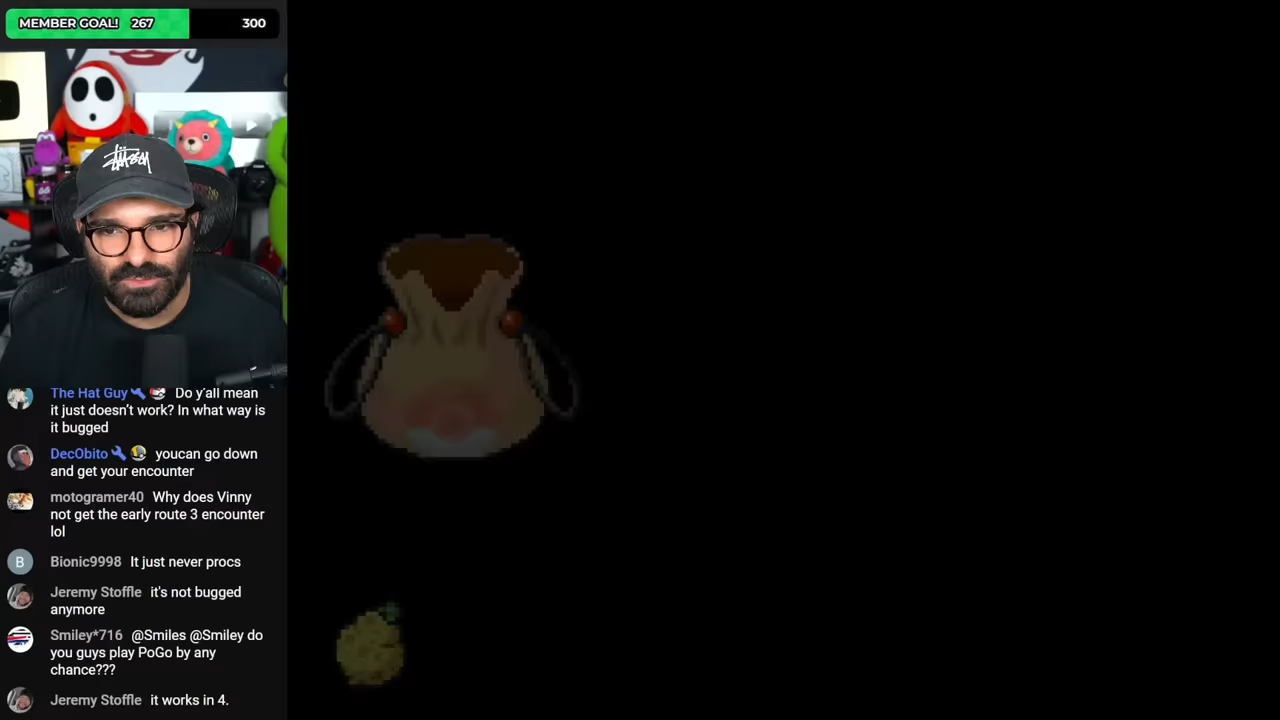 MEMBER GOAL! 267 300
STÜSSY
The Hat Guy Do y'all mean
it just doesn't work? In what way is
it bugged
DecObito youcan go down
and get your encounter
motogramer40 Why does Vinny
not get the early route 3 encounter
lol
B Bionic9998 It just never procs
Jeremy Stoffle it's not bugged
anymore
Smiley*716 @Smiles @Smiley do
you guys play PoGo by any
chance???
Jeremy Stoffle it works in 4.